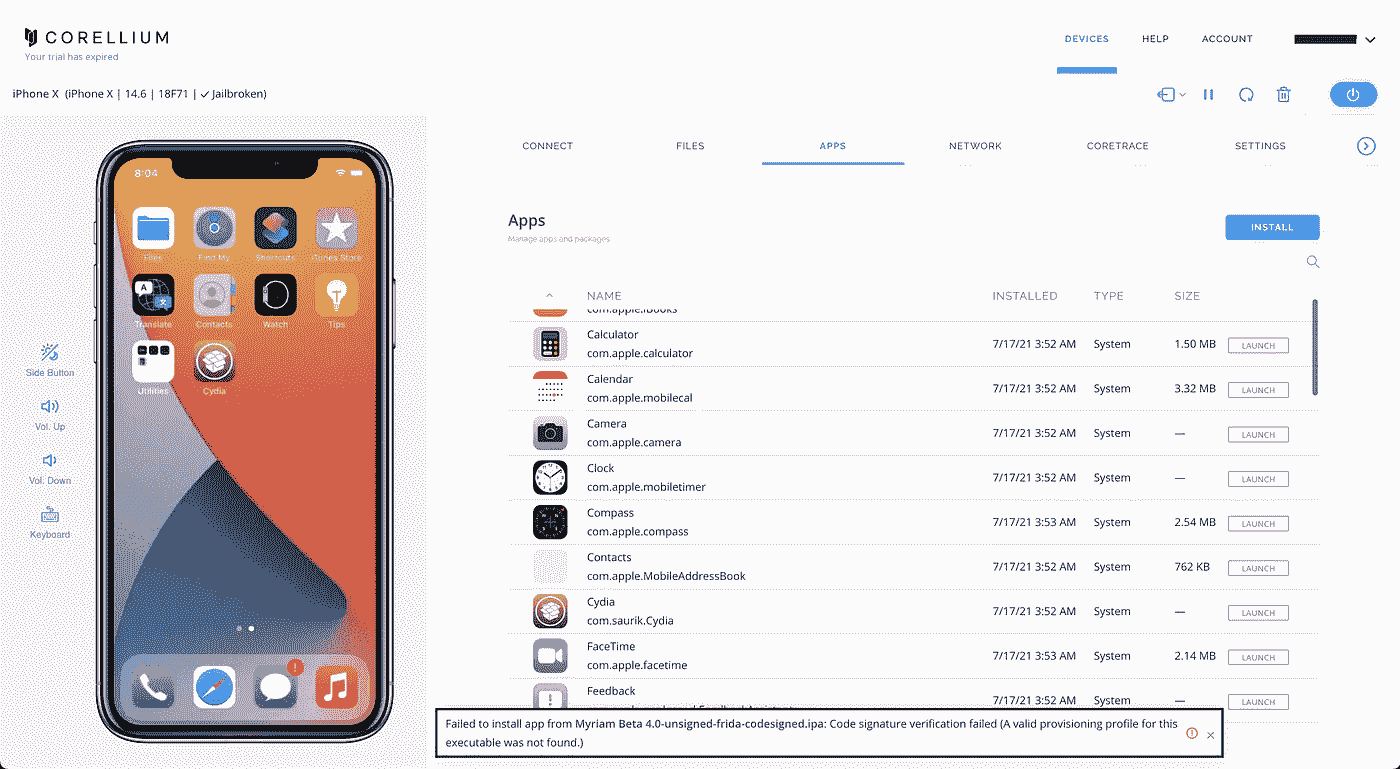 CORELLIUM
Your trial has expired
DEVICES HELP ACCOUNT
iPhone X (iPhone X | 14.6 | 18F71 | ✓ Jailbroken)
CONNECT FILES APPS NETWORK CORETRACE SETTINGS
8:04
Files Find My Shortcuts iTunes Store
Translate Contacts Watch Tips
Utilities Cydia
Side Button
Vol. Up
Vol. Down
Keyboard
Apps
Manage apps and packages
INSTALL
NAME INSTALLED TYPE SIZE
com.apple.iBooks
Calculator
com.apple.calculator
7/17/21 3:52 AM System 1.50 MB LAUNCH
Calendar
com.apple.mobilecal
7/17/21 3:52 AM System 3.32 MB LAUNCH
Camera
com.apple.camera
7/17/21 3:52 AM System — LAUNCH
Clock
com.apple.mobiletimer
7/17/21 3:52 AM System — LAUNCH
Compass
com.apple.compass
7/17/21 3:53 AM System 2.54 MB LAUNCH
Contacts
com.apple.MobileAddressBook
7/17/21 3:52 AM System 762 KB LAUNCH
Cydia
com.saurik.Cydia
7/17/21 3:52 AM System — LAUNCH
FaceTime
com.apple.facetime
7/17/21 3:53 AM System 2.14 MB LAUNCH
Feedback
7/17/21 3:52 AM System — LAUNCH
Failed to install app from Myriam Beta 4.0-unsigned-frida-codesigned.ipa: Code signature verification failed (A valid provisioning profile for this
executable was not found.)